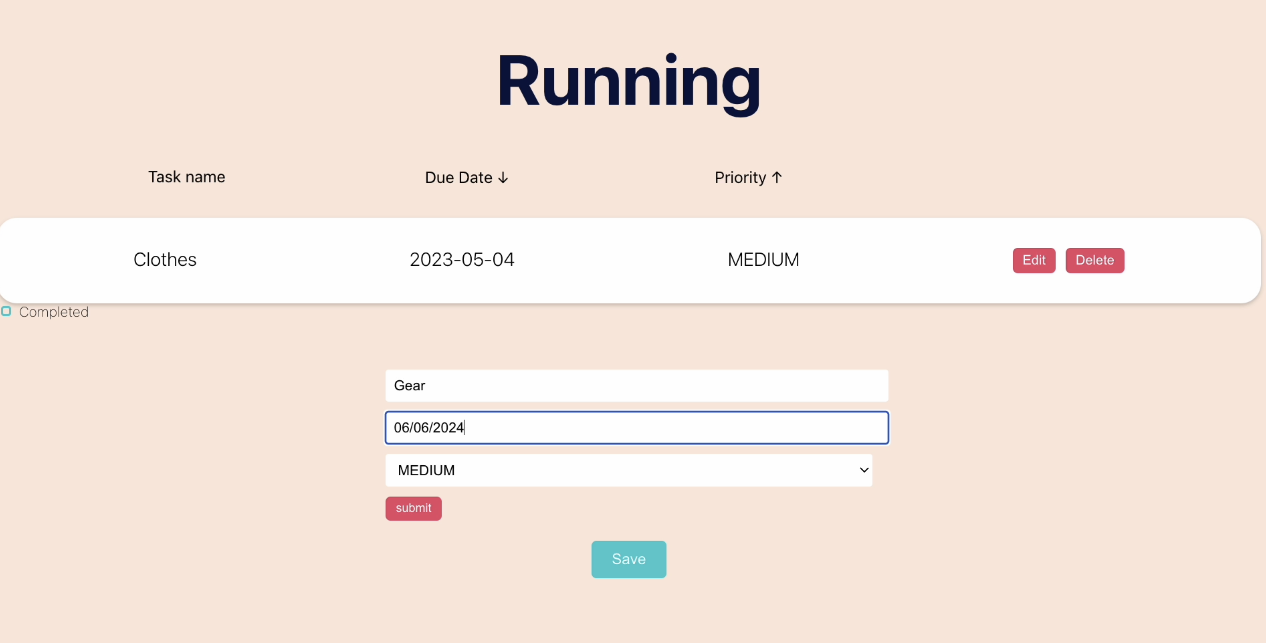 Running
Task name Due Date ↓ Priority ↑
Clothes 2023-05-04 MEDIUM Edit Delete
Completed
Gear
06/06/2024
MEDIUM
submit
Save